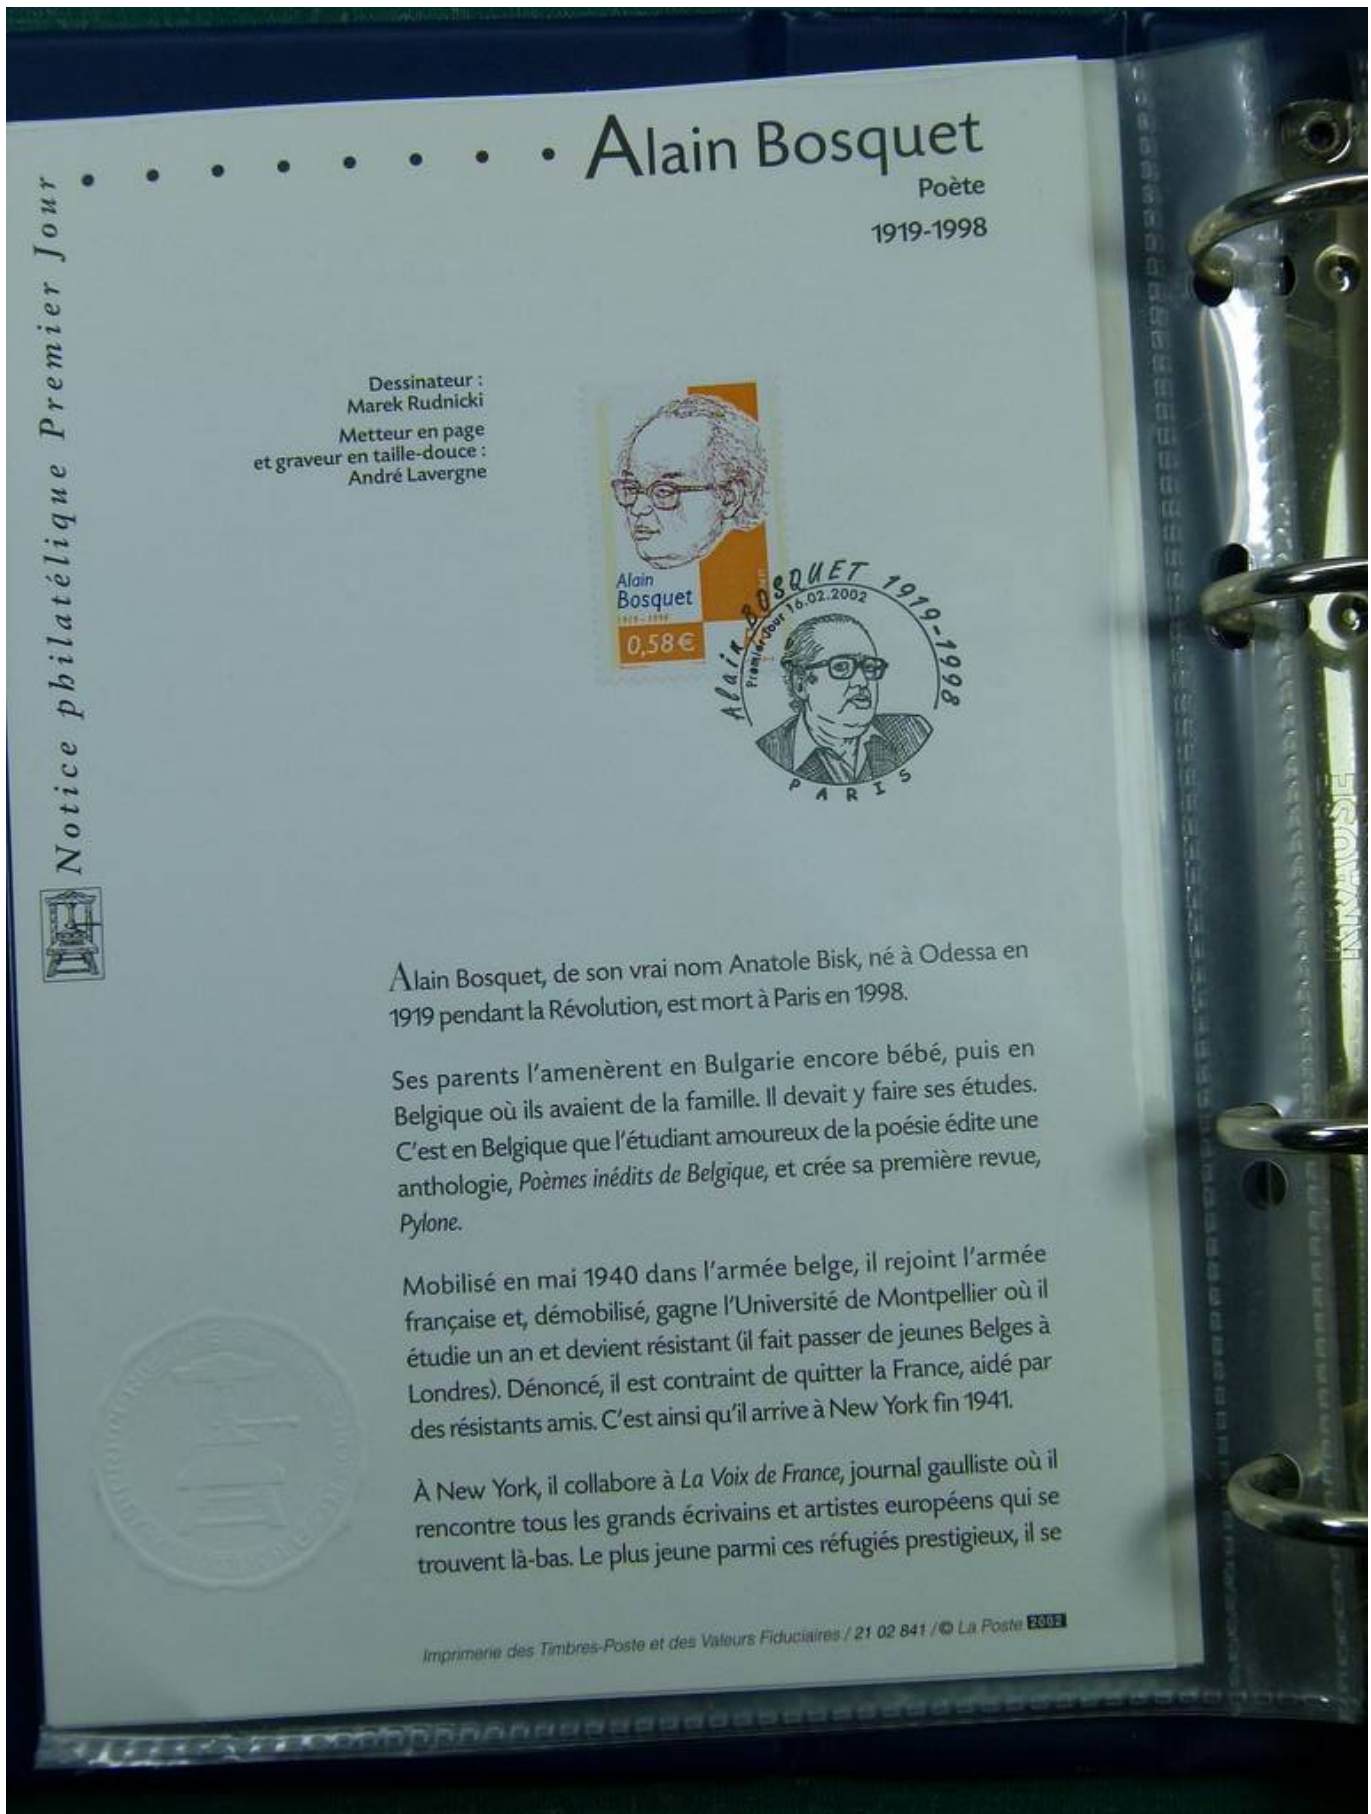 Alain Bosquet
Poète
1919-1998
Notice philatélique Premier Jour
Dessinateur :
Marek Rudnicki
Metteur en page
et graveur en taille-douce :
André Lavergne
Alain
Bosquet
1919 - 1998
0,58 €
Alain BOSQUET 1919-1998
Premier Jour 16.02.2002
PARIS
Alain Bosquet, de son vrai nom Anatole Bisk, né à Odessa en
1919 pendant la Révolution, est mort à Paris en 1998.
Ses parents l'amenèrent en Bulgarie encore bébé, puis en
Belgique où ils avaient de la famille. Il devait y faire ses études.
C'est en Belgique que l'étudiant amoureux de la poésie édite une
anthologie, Poèmes inédits de Belgique, et crée sa première revue,
Pylone.
Mobilisé en mai 1940 dans l'armée belge, il rejoint l'armée
française et, démobilisé, gagne l'Université de Montpellier où il
étudie un an et devient résistant (il fait passer de jeunes Belges à
Londres). Dénoncé, il est contraint de quitter la France, aidé par
des résistants amis. C'est ainsi qu'il arrive à New York fin 1941.
À New York, il collabore à La Voix de France, journal gaulliste où il
rencontre tous les grands écrivains et artistes européens qui se
trouvent là-bas. Le plus jeune parmi ces réfugiés prestigieux, il se
Imprimerie des Timbres-Poste et des Valeurs Fiduciaires / 21 02 841 / © La Poste 2002
KRAUSE